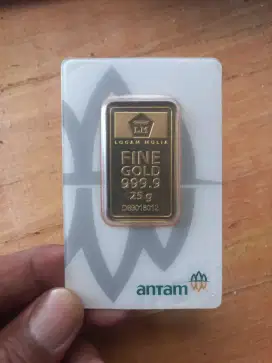 LM
LOGAM MULIA
FINE
GOLD
999.9
25 g
antam